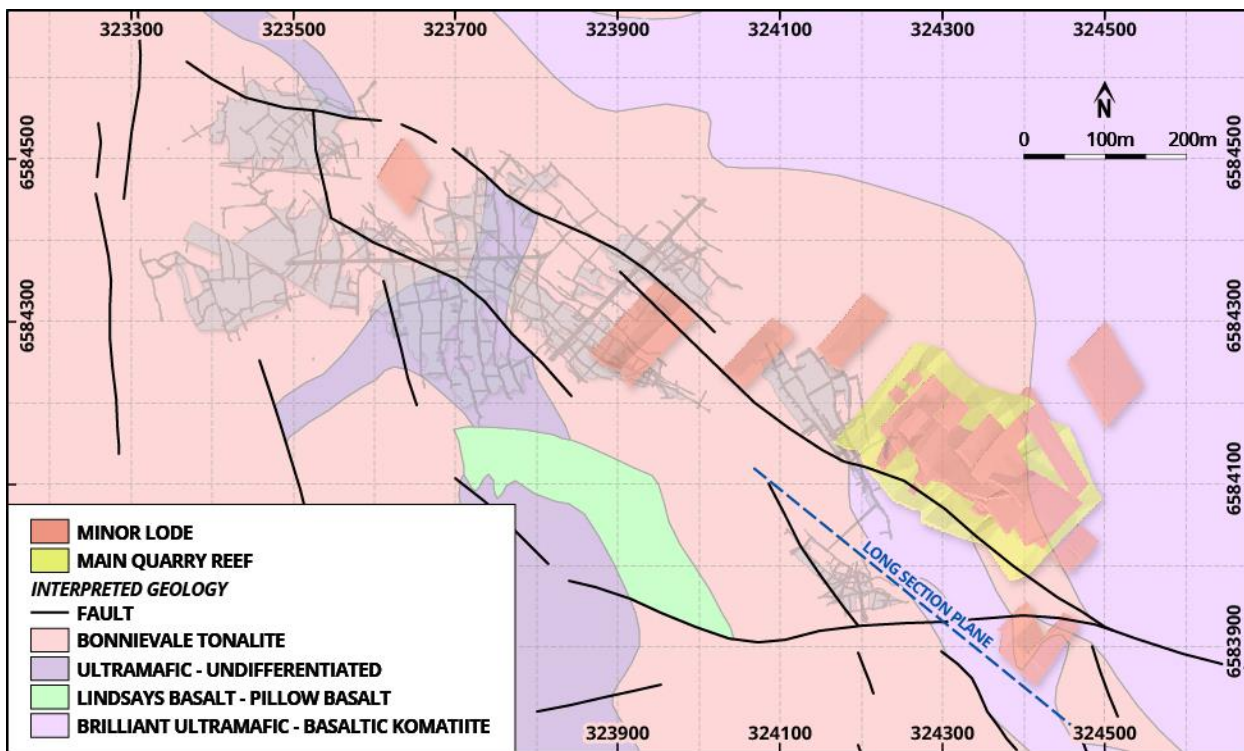 323300 323500 323700 323900 324100 324300 324500
N
0 100m 200m
6584500 6584500
6584300 6584300
6584100
6583900
LONG SECTION PLANE
MINOR LODE
MAIN QUARRY REEF
INTERPRETED GEOLOGY
FAULT
BONNIEVALE TONALITE
ULTRAMAFIC - UNDIFFERENTIATED
LINDSAYS BASALT - PILLOW BASALT
BRILLIANT ULTRAMAFIC - BASALTIC KOMATIITE
323900 324100 324300 324500